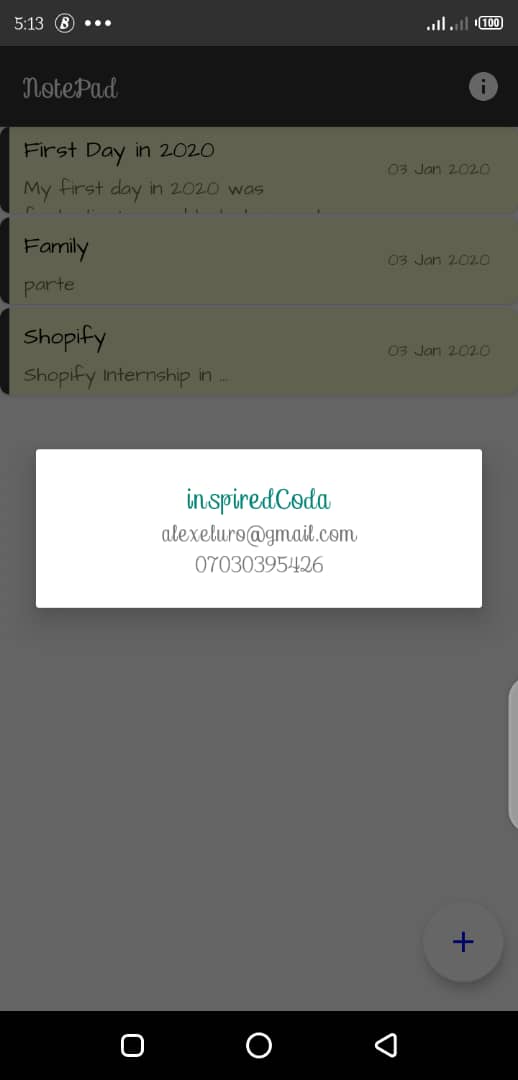 5:13
100
NotePad
First Day in 2020
My first day in 2020 was
03 Jan 2020
Family
parte
03 Jan 2020
Shopify
Shopify Internship in ...
03 Jan 2020
inspiredCoda
alexeluro@gmail.com
07030395426